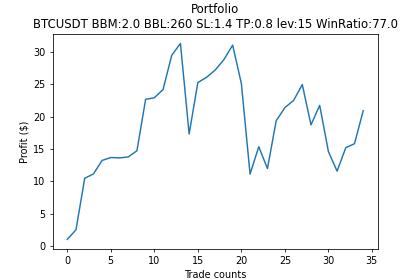 Portfolio
BTCUSDT BBM:2.0 BBL:260 SL:1.4 TP:0.8 lev:15 WinRatio:77.0
Profit ($)
30
25
20
15
10
5
0
0 5 10 15 20 25 30 35
Trade counts